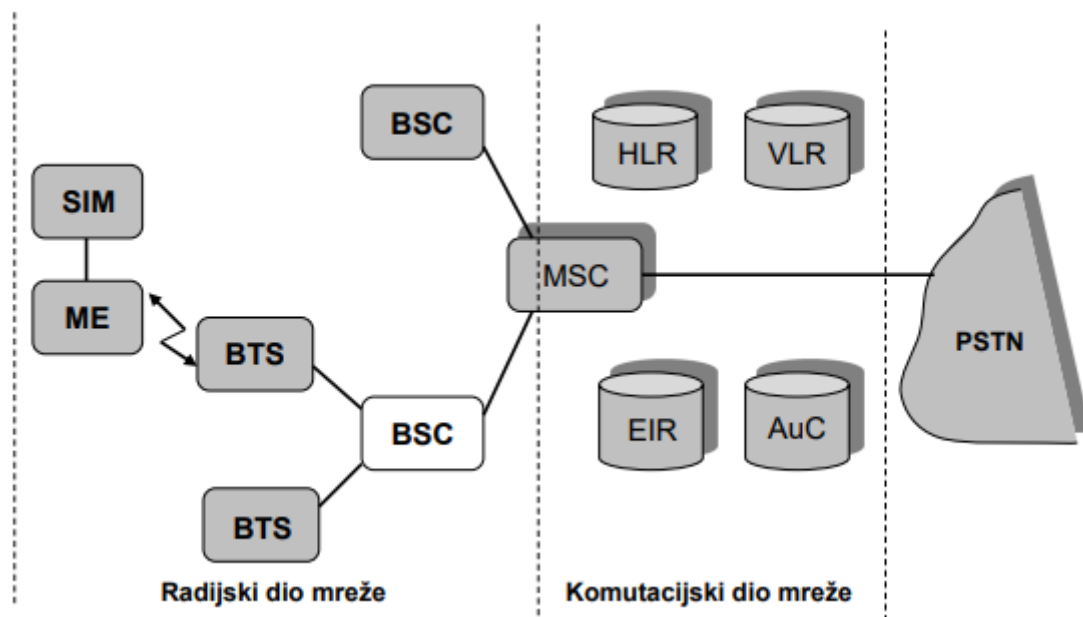 BSC
HLR
VLR
SIM
MSC
ME
BTS
PSTN
BSC
EIR
AuC
BTS
Radijski dio mreže
Komutacijski dio mreže